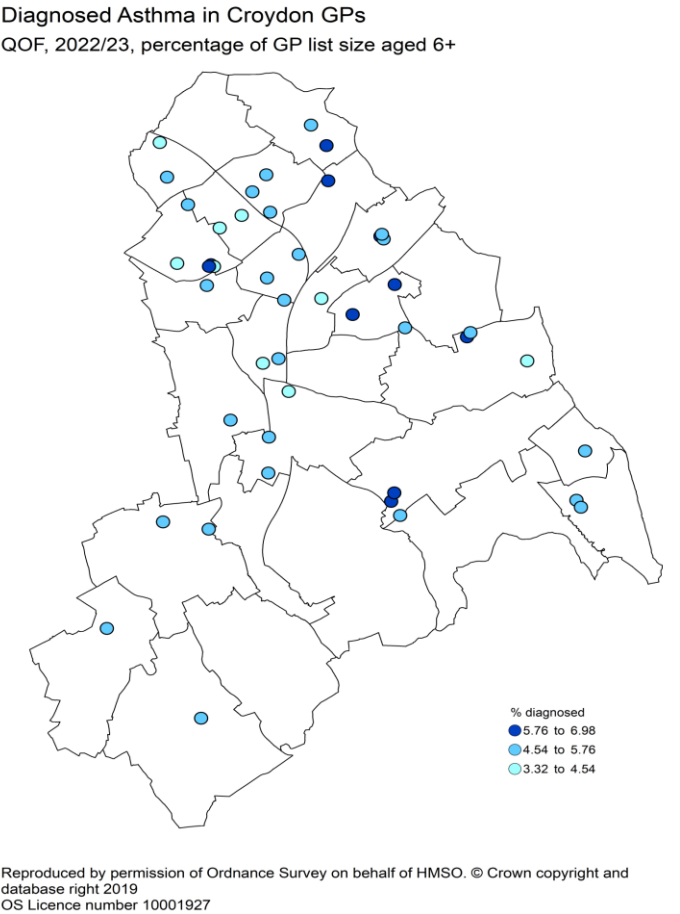 Diagnosed Asthma in Croydon GPs
QOF, 2022/23, percentage of GP list size aged 6+
% diagnosed
5.76 to 6.98
4.54 to 5.76
3.32 to 4.54
Reproduced by permission of Ordnance Survey on behalf of HMSO. © Crown copyright and
database right 2019
OS Licence number 10001927